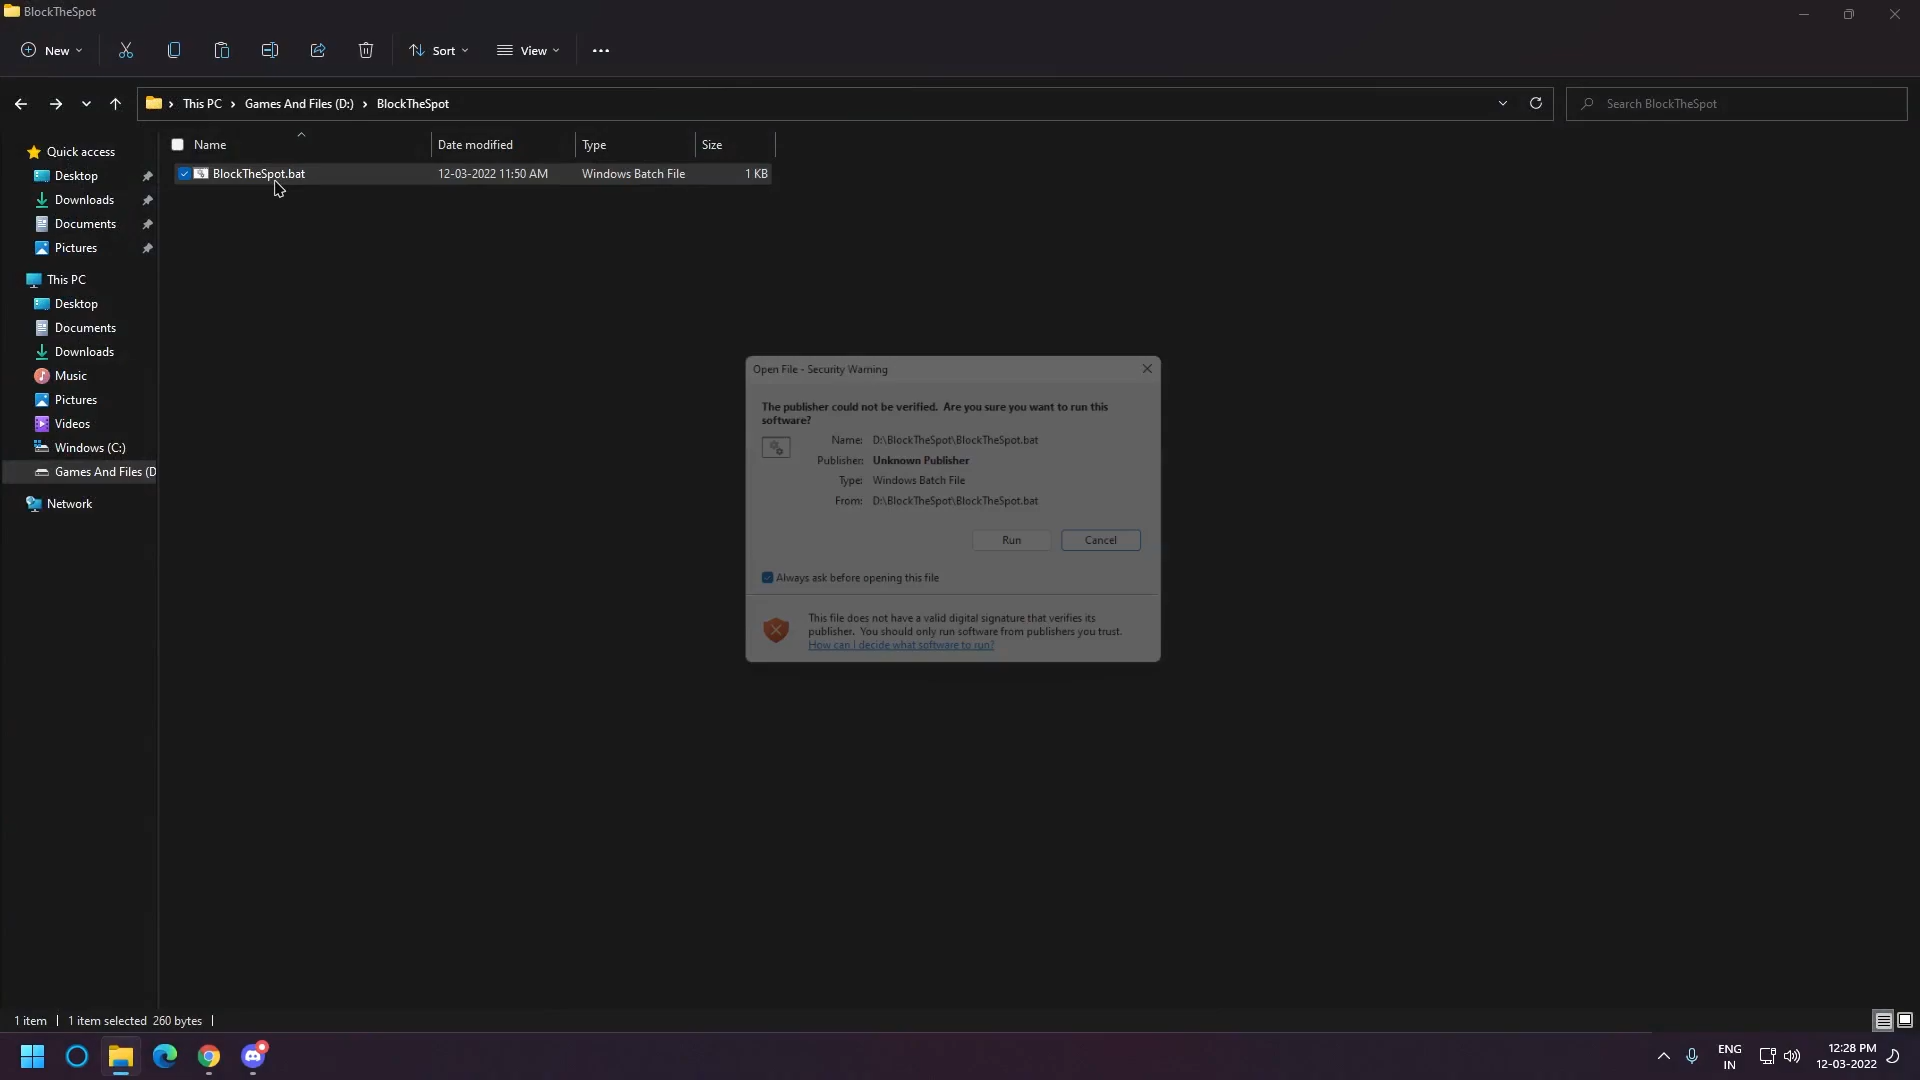 BlockTheSpot
New
Sort
View
This PC > Games And Files (D:) > BlockTheSpot
Search BlockTheSpot
Name Date modified Type Size
BlockTheSpot.bat 12-03-2022 11:50 AM Windows Batch File 1 KB
Quick access
Desktop
Downloads
Documents
Pictures
This PC
Desktop
Documents
Downloads
Music
Pictures
Videos
Windows (C:)
Games And Files (D
Network
Open File - Security Warning
The publisher could not be verified. Are you sure you want to run this
software?
Name: D:\BlockTheSpot\BlockTheSpot.bat
Publisher: Unknown Publisher
Type: Windows Batch File
From: D:\BlockTheSpot\BlockTheSpot.bat
Run Cancel
Always ask before opening this file
This file does not have a valid digital signature that verifies its
publisher. You should only run software from publishers you trust.
How can I decide what software to run?
1 item 1 item selected 260 bytes
ENG
IN
12:28 PM
12-03-2022